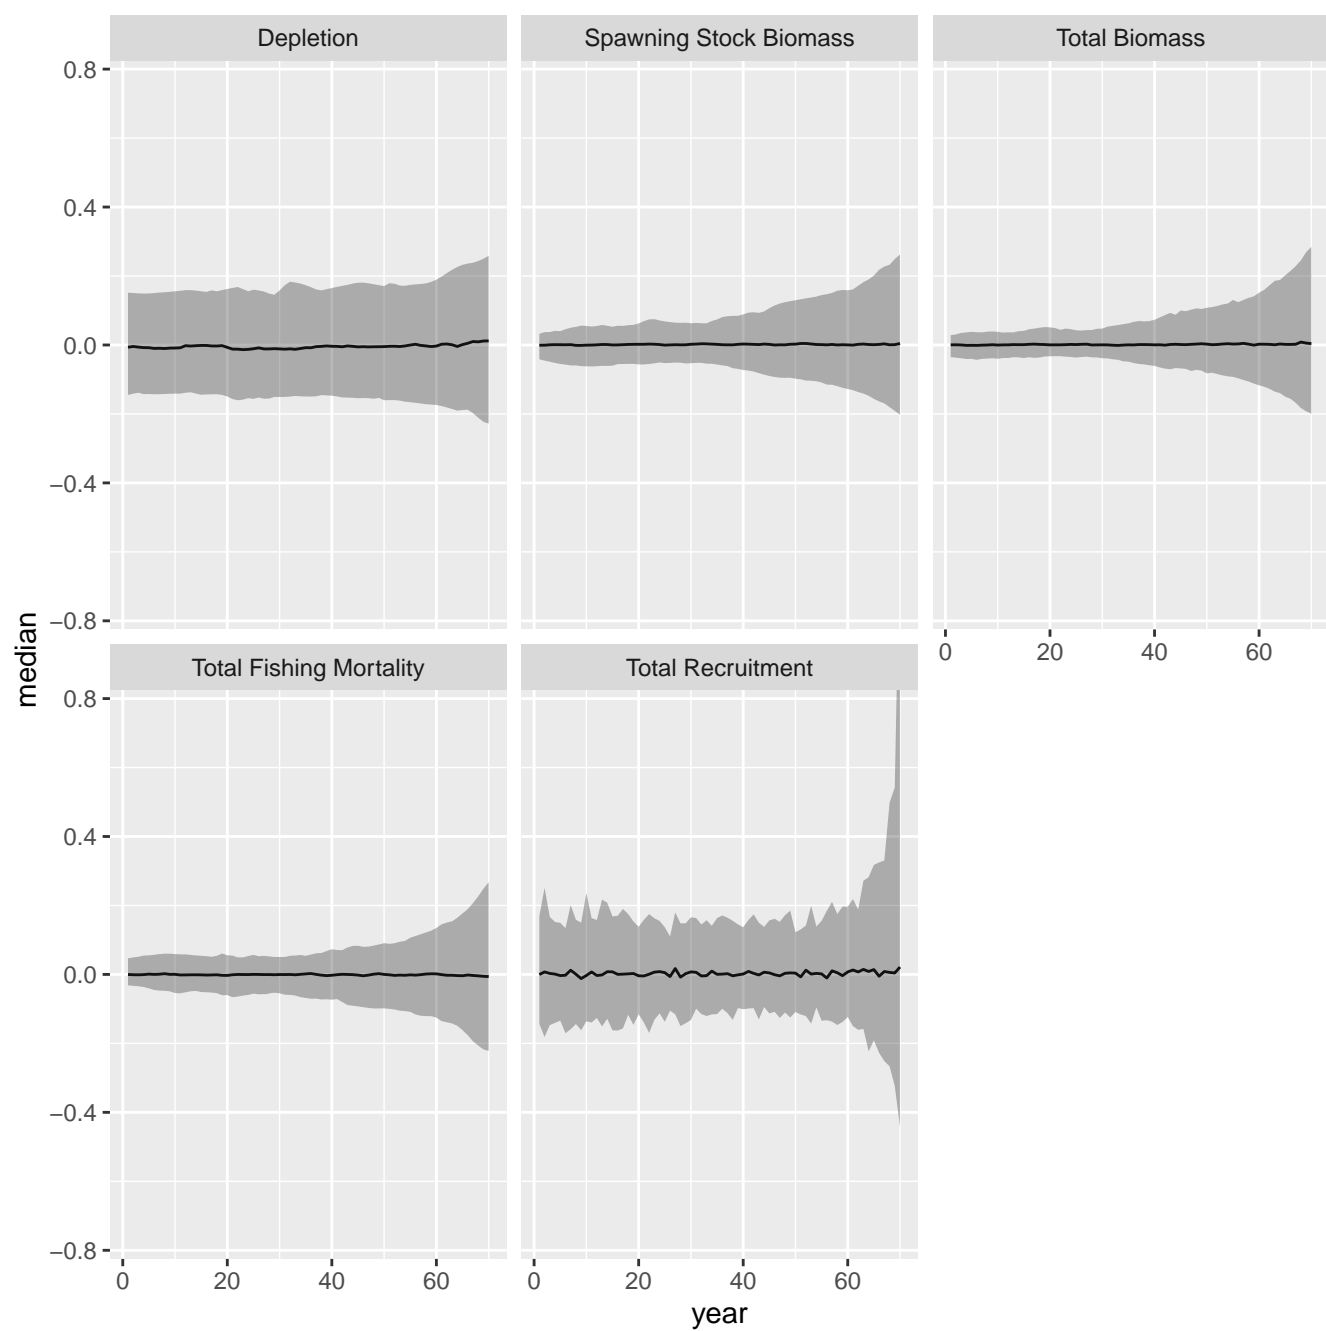 Depletion
Spawning Stock Biomass
Total Biomass
0.8
0.4
0.0
−0.4
−0.8
0 20 40 60
median
Total Fishing Mortality
Total Recruitment
0.8
0.4
0.0
−0.4
−0.8
0 20 40 60
0 20 40 60
year